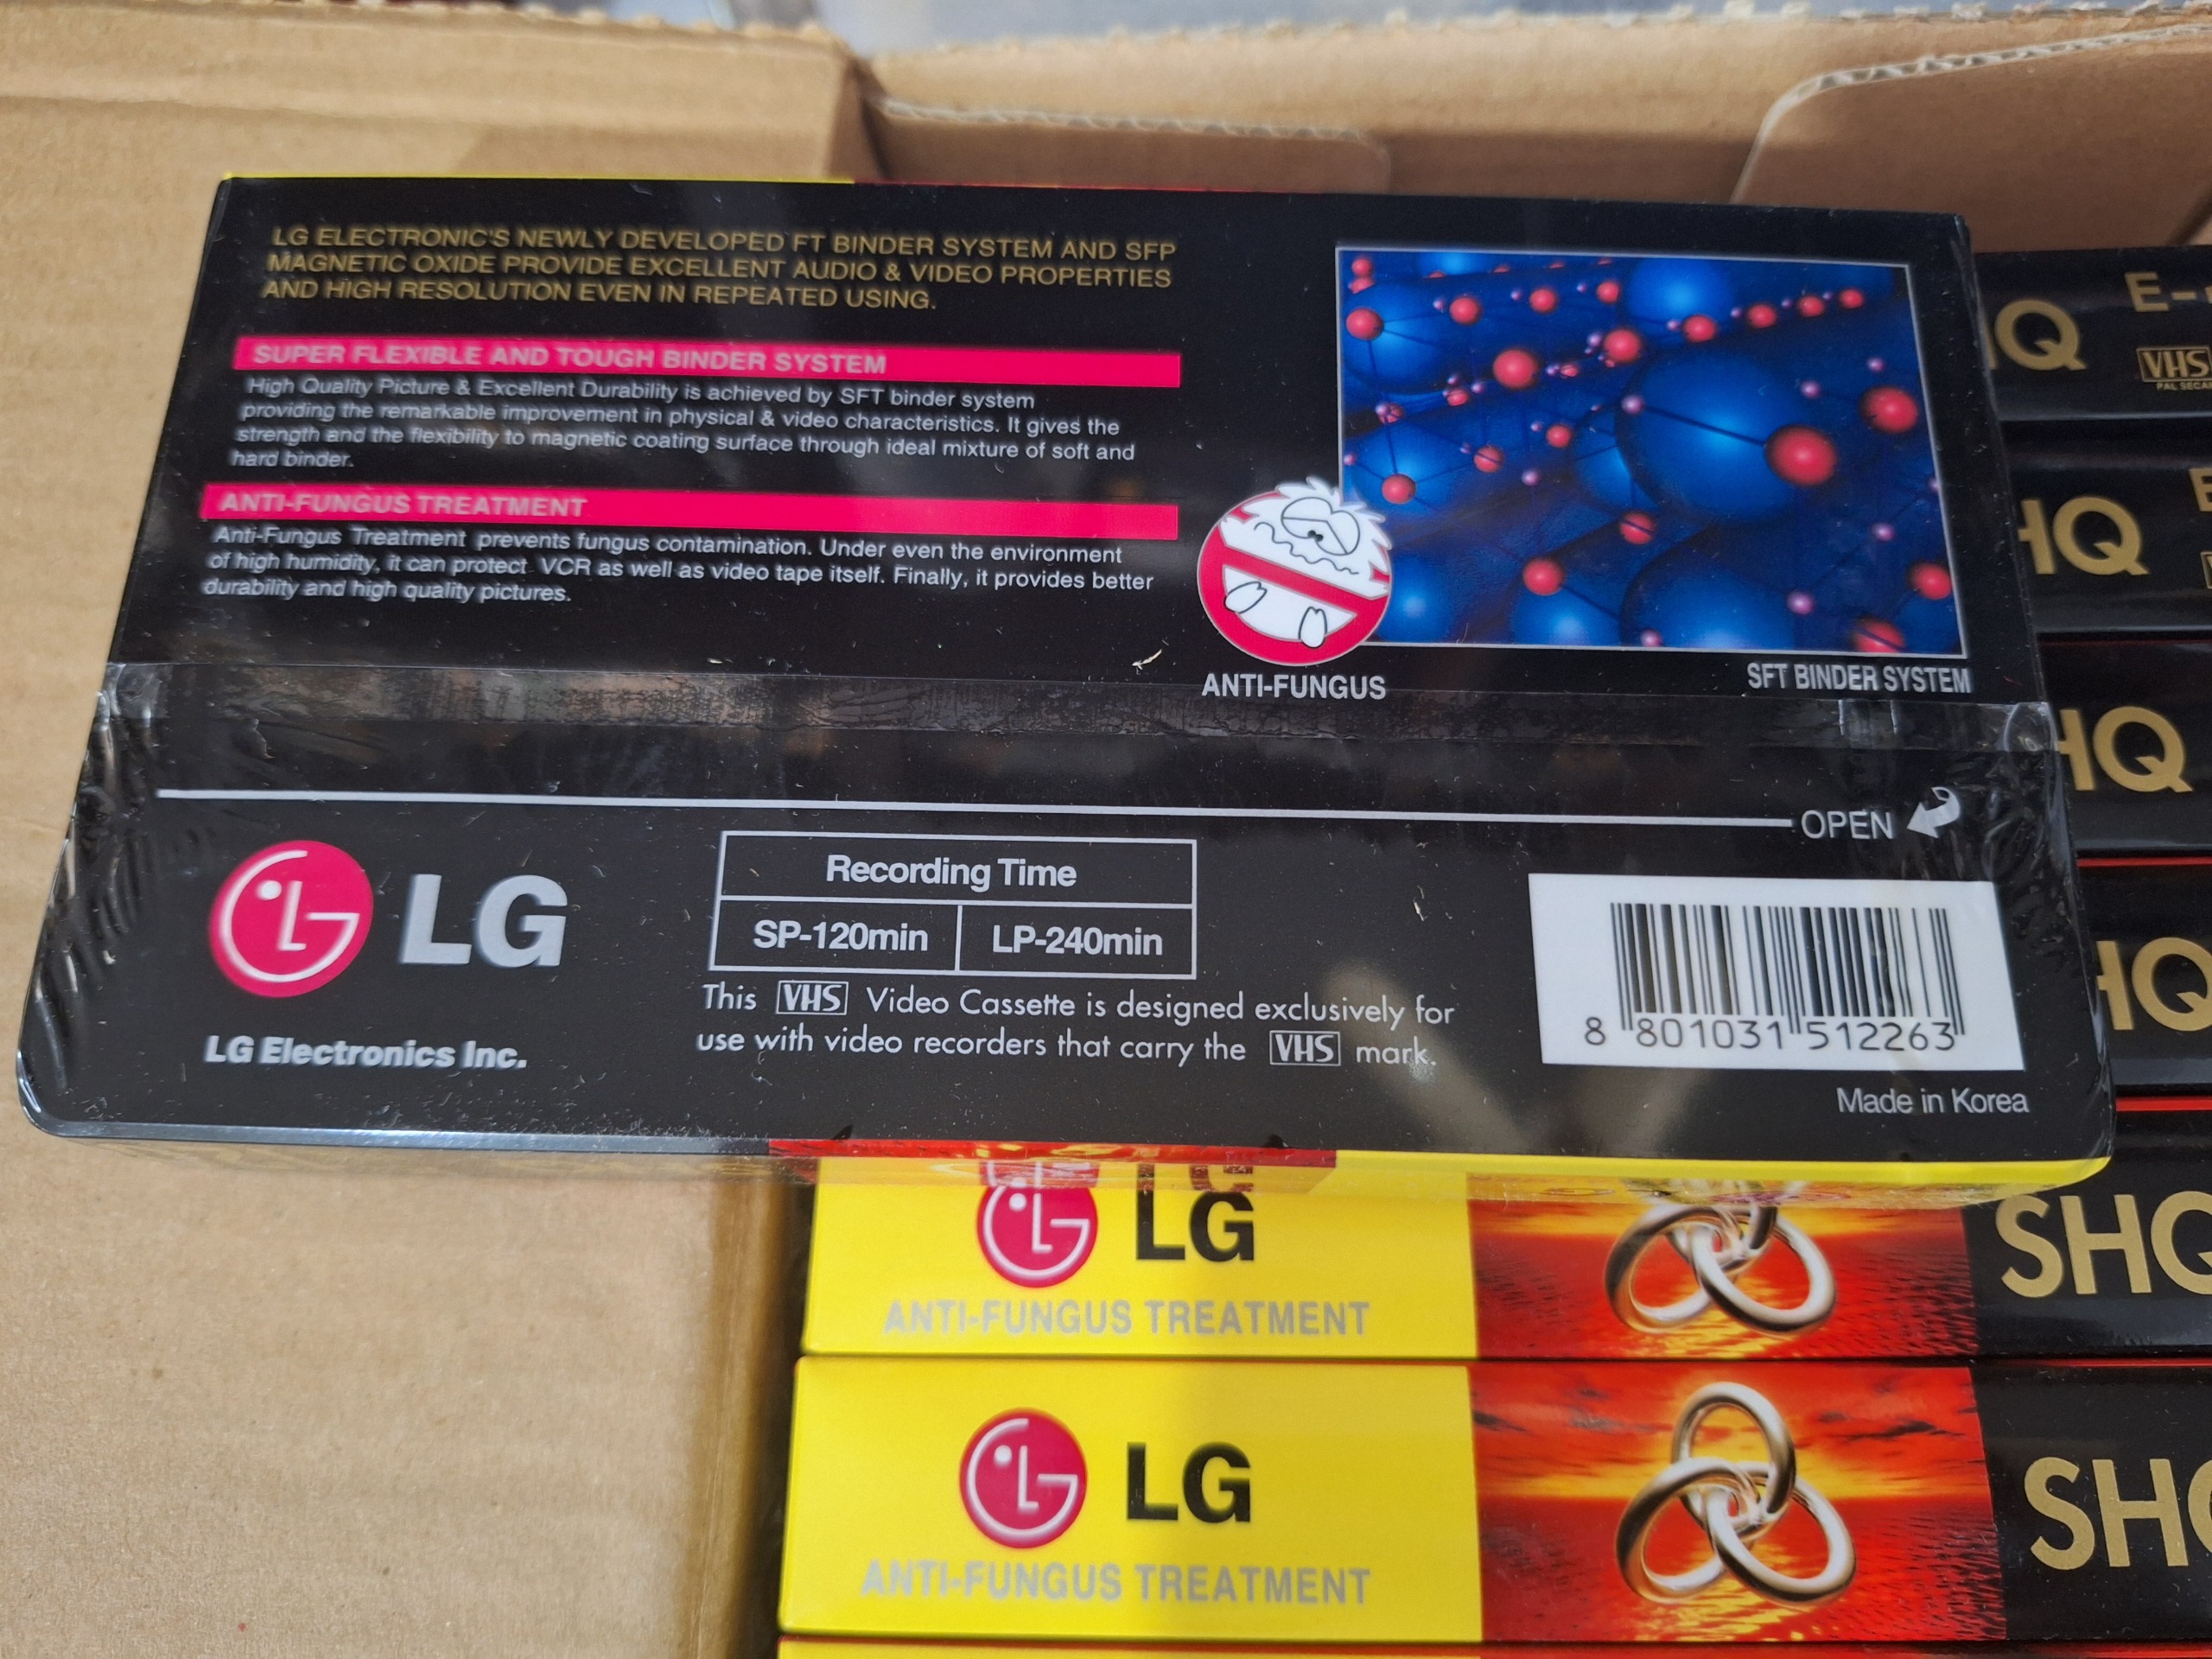 LG ELECTRONIC'S NEWLY DEVELOPED FT BINDER SYSTEM AND SFP
MAGNETIC OXIDE PROVIDE EXCELLENT AUDIO & VIDEO PROPERTIES
AND HIGH RESOLUTION EVEN IN REPEATED USING.
SUPER FLEXIBLE AND TOUGH BINDER SYSTEM
High Quality Picture & Excellent Durability is achieved by SFT binder system
providing the remarkable improvement in physical & video characteristics. It gives the
strength and the flexibility to magnetic coating surface through ideal mixture of soft and
hard binder.
ANTI-FUNGUS TREATMENT
Anti-Fungus Treatment prevents fungus contamination. Under even the environment
of high humidity, it can protect VCR as well as video tape itself. Finally, it provides better
durability and high quality pictures.
ANTI-FUNGUS
SFT BINDER SYSTEM
OPEN
LG
LG Electronics Inc.
Recording Time
SP-120min LP-240min
This VHS Video Cassette is designed exclusively for
use with video recorders that carry the VHS mark.
8 801031 512263
Made in Korea
HQ E-
VHS
PAL SECA
HQ E
HQ
HQ
LG
LG
ANTI-FUNGUS TREATMENT
SHQ
LG
ANTI-FUNGUS TREATMENT
SHQ